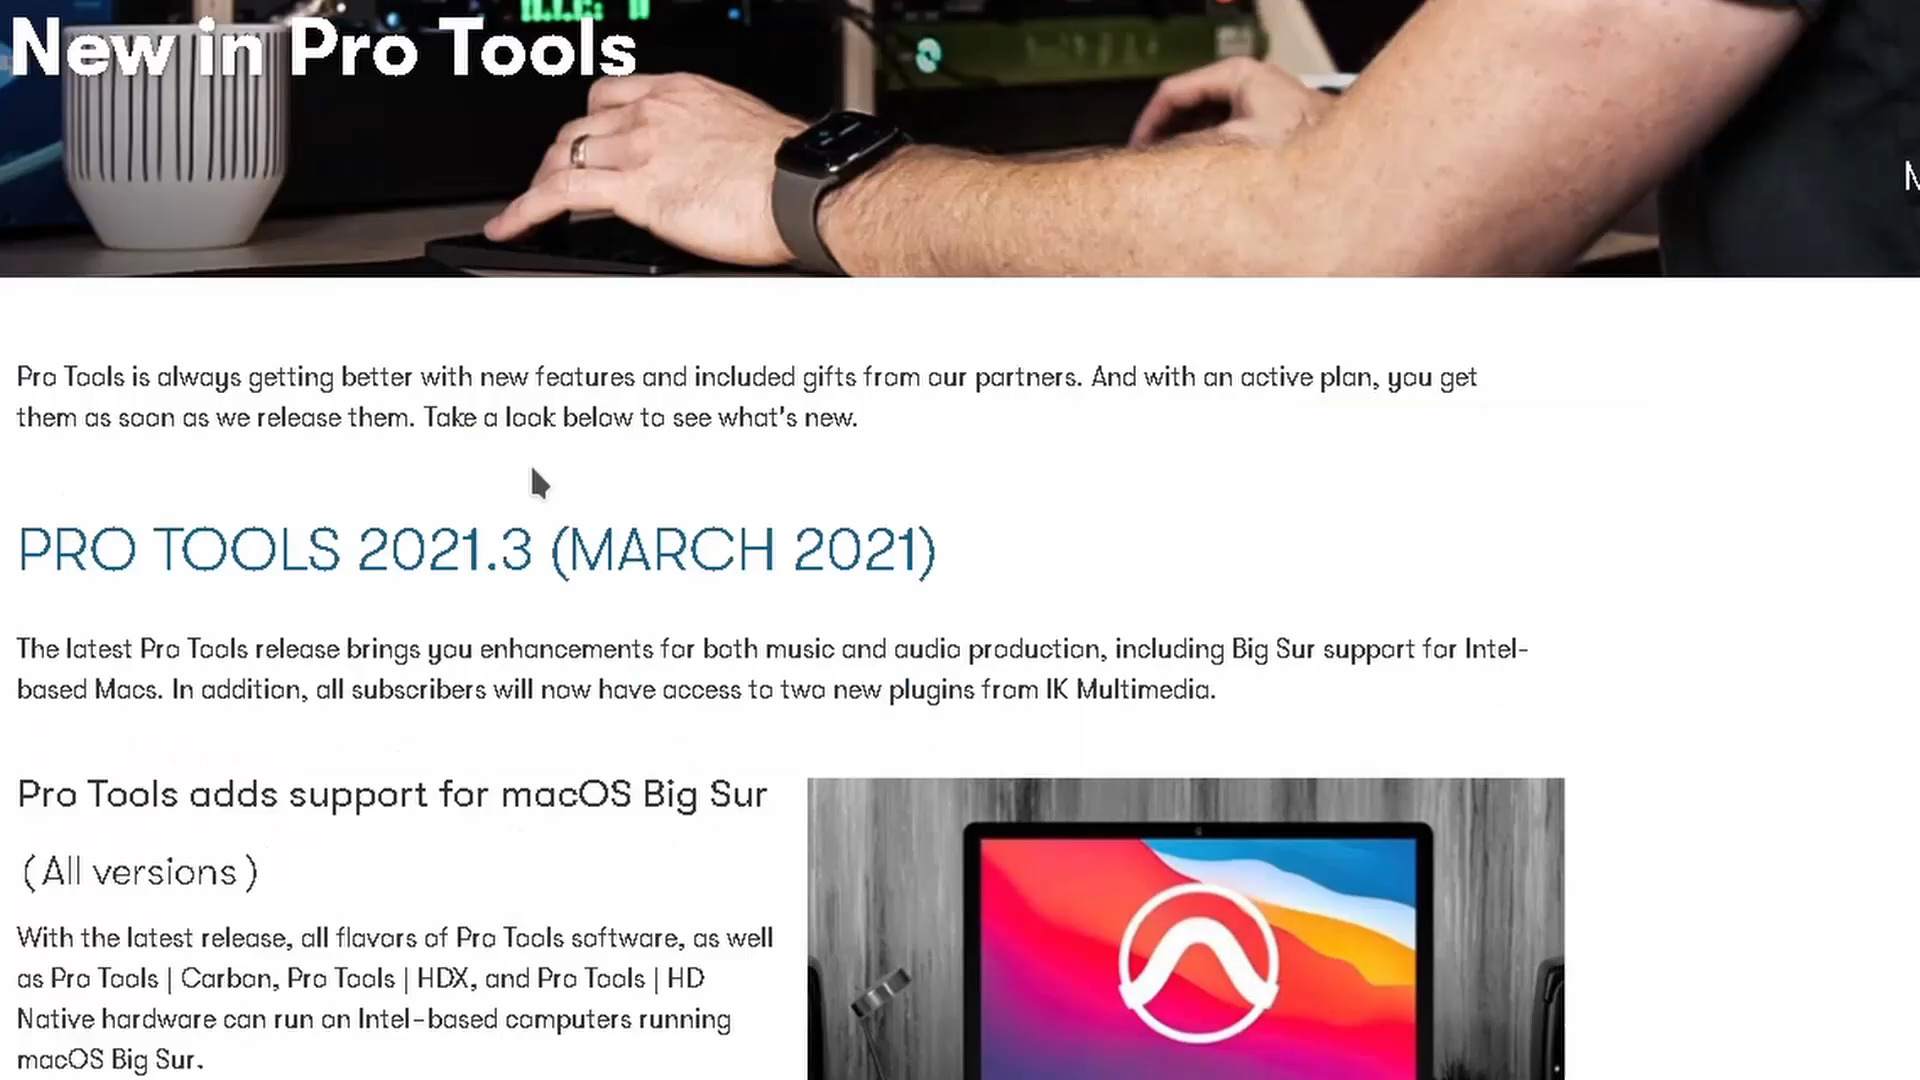 New in Pro Tools
Pro Tools is always getting better with new features and included gifts from our partners. And with an active plan, you get
them as soon as we release them. Take a look below to see what's new.
PRO TOOLS 2021.3 (MARCH 2021)
The latest Pro Tools release brings you enhancements for both music and audio production, including Big Sur support for Intel-
based Macs. In addition, all subscribers will now have access to two new plugins from IK Multimedia.
Pro Tools adds support for macOS Big Sur
(All versions)
With the latest release, all flavors of Pro Tools software, as well
as Pro Tools | Carbon, Pro Tools | HDX, and Pro Tools | HD
Native hardware can run on Intel-based computers running
macOS Big Sur.